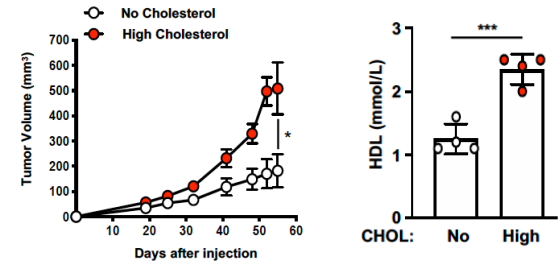 No Cholesterol
High Cholesterol
Tumor Volume (mm³)
700
600
500
400
300
200
100
0
10 20 30 40 50 60
Days after injection
*
HDL (mmol/L)
3
2
1
0
***
CHOL: No High